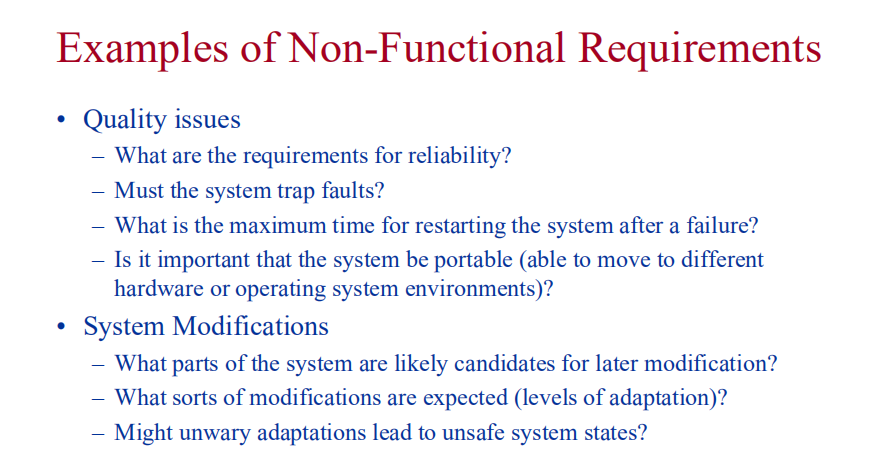 Examples of Non-Functional Requirements
• Quality issues
– What are the requirements for reliability?
– Must the system trap faults?
– What is the maximum time for restarting the system after a failure?
– Is it important that the system be portable (able to move to different
hardware or operating system environments)?
• System Modifications
– What parts of the system are likely candidates for later modification?
– What sorts of modifications are expected (levels of adaptation)?
– Might unwary adaptations lead to unsafe system states?